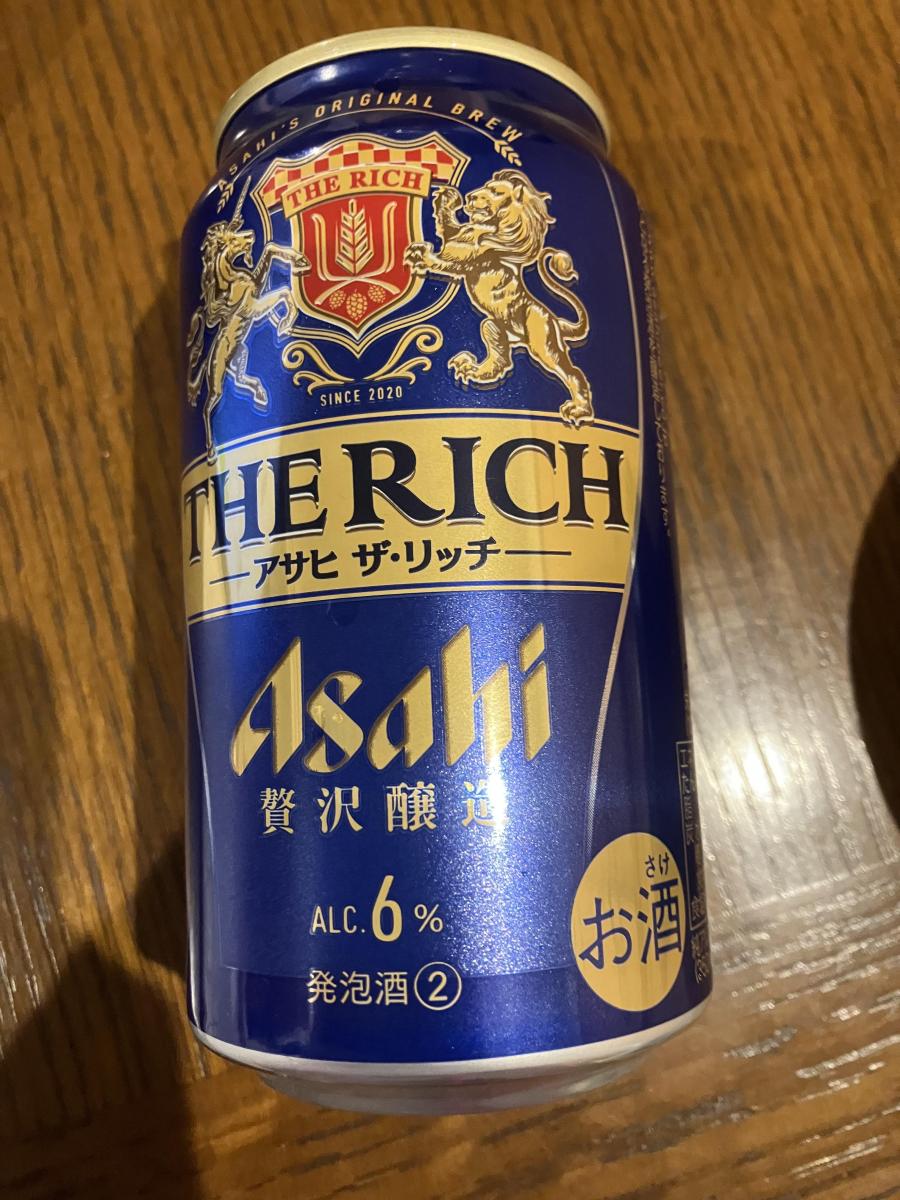 ASAHI'S ORIGINAL BREW
THE RICH
SINCE 2020
THE RICH
アサヒ ザ・リッチ
Asahi
贅沢醸造
ALC.6%
発泡酒②
さけ
お酒